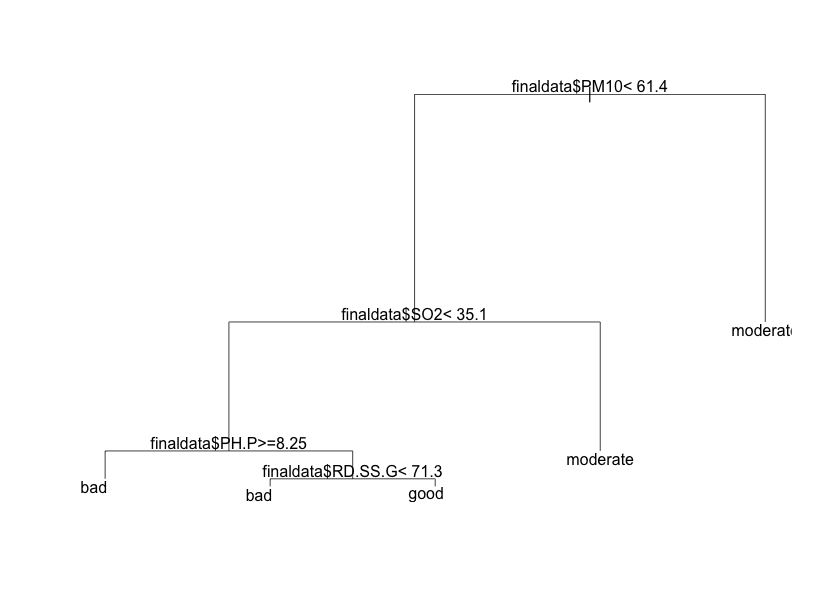 finaldata$PM10< 61.4
finaldata$SO2< 35.1
moderate
finaldata$PH.P>=8.25
moderate
finaldata$RD.SS.G< 71.3
bad
bad
good